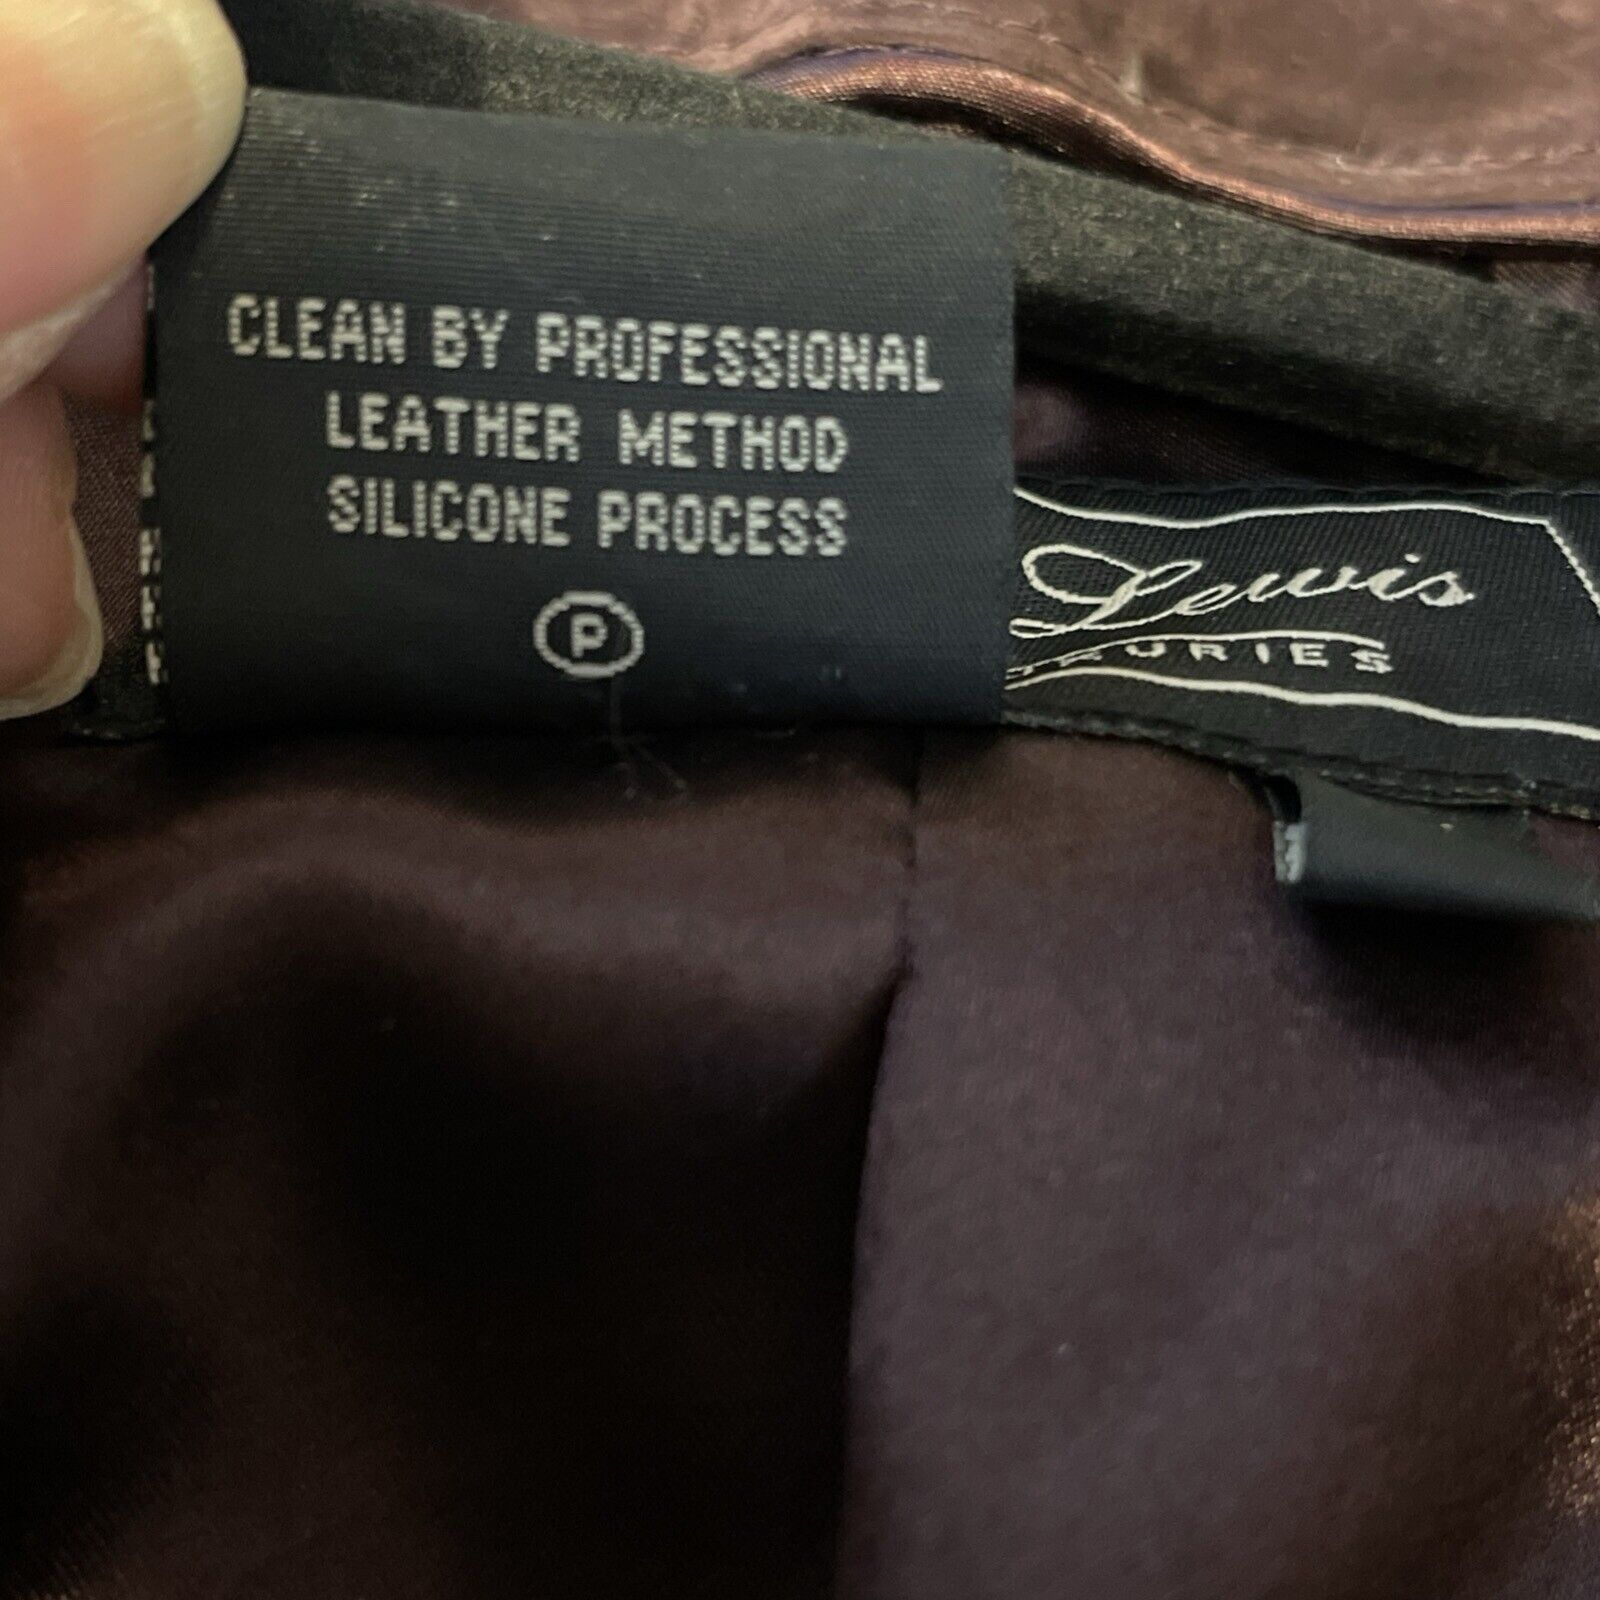 CLEAN BY PROFESSIONAL
LEATHER METHOD
SILICONE PROCESS
P
Lewis